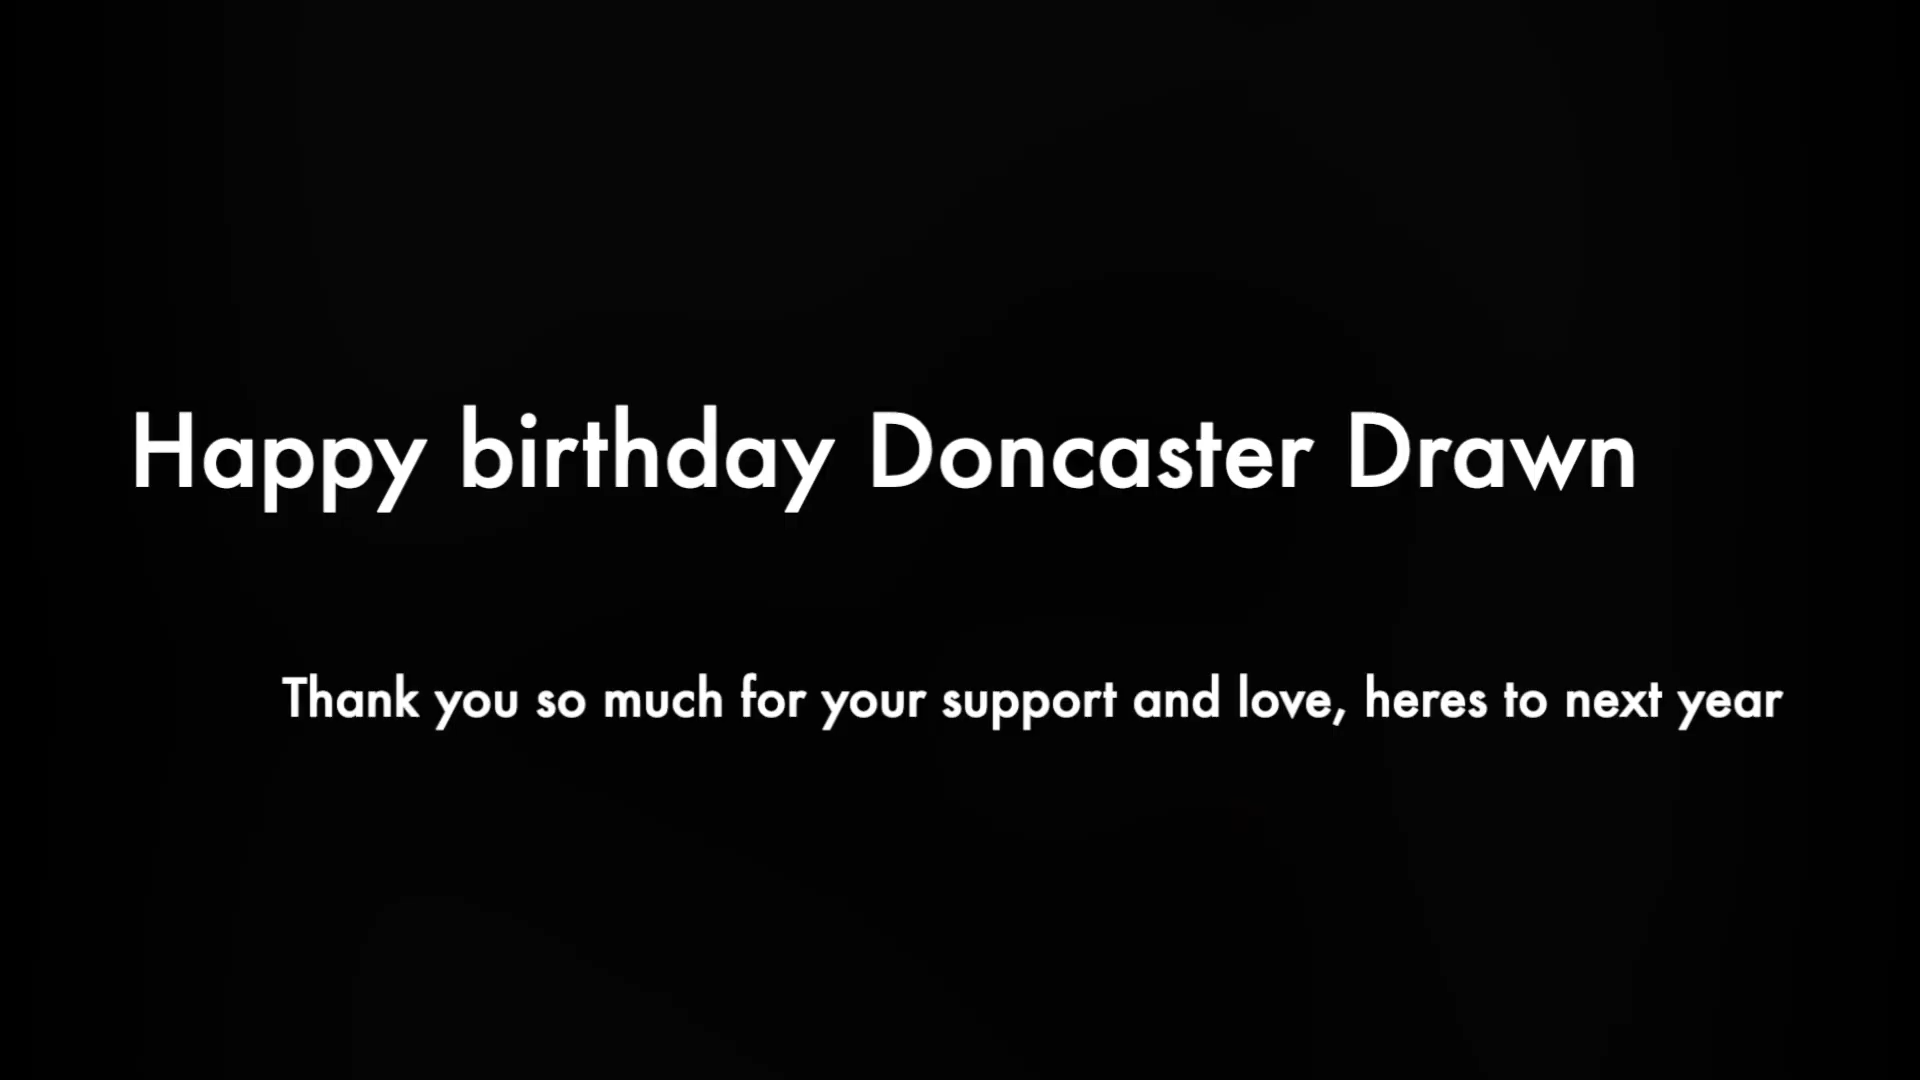 Happy birthday Doncaster Drawn
Thank you so much for your support and love, heres to next year